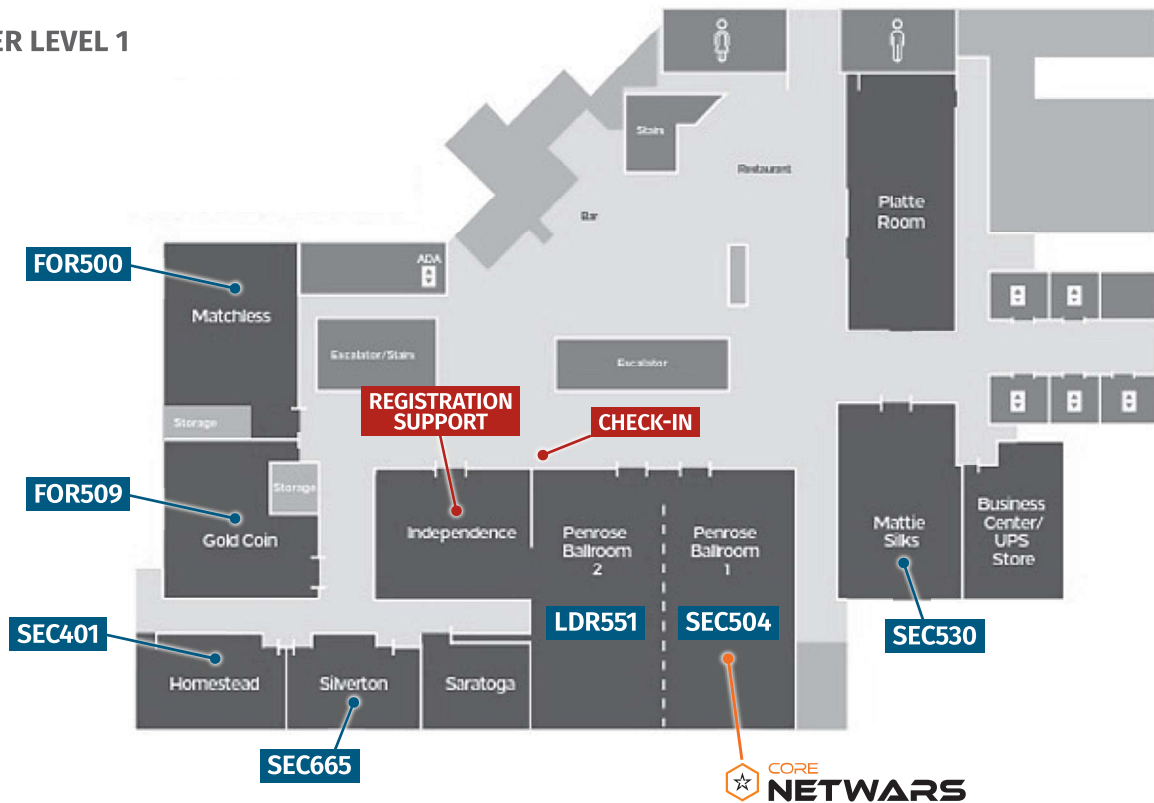 ER LEVEL 1
Stairs
Restaurant
Platte
Room
Bar
FOR500
ADA
Matchless
Escalator/Stairs
Escalator
REGISTRATION
SUPPORT
CHECK-IN
Storage
FOR509
Storage
Gold Coin
Independence
Penrose
Ballroom
2
Penrose
Ballroom
1
Mattie
Silks
Business
Center/
UPS
Store
LDR551
SEC504
SEC401
SEC530
Homestead
Silverton
Saratoga
SEC665
CORE
NETWARS